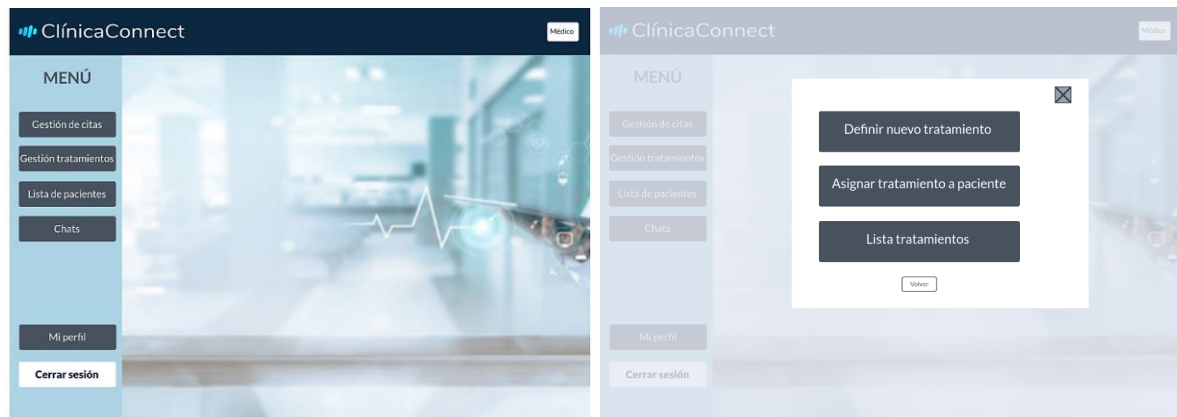 ClínicaConnect
Médico
MENÚ
Gestión de citas
Gestión tratamientos
Lista de pacientes
Chats
Mi perfil
Cerrar sesión
ClínicaConnect
Médico
MENÚ
Gestión de citas
Gestión tratamientos
Lista de pacientes
Chats
Mi perfil
Cerrar sesión
Definir nuevo tratamiento
Asignar tratamiento a paciente
Lista tratamientos
Volver